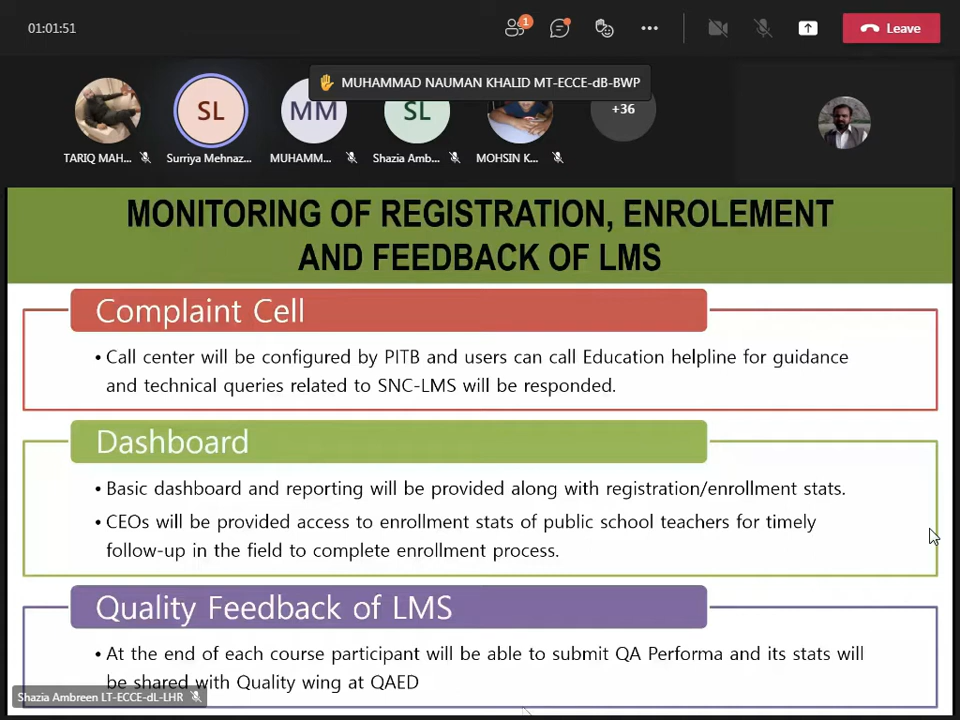 01:01:51
1
Leave
MUHAMMAD NAUMAN KHALID MT-ECCE-dB-BWP
SL
MM
SL
+36
TARIQ MAH...
Surriya Mehnaz...
MUHAMM...
Shazia Amb...
MOHSIN K...
MONITORING OF REGISTRATION, ENROLEMENT
AND FEEDBACK OF LMS
Complaint Cell
• Call center will be configured by PITB and users can call Education helpline for guidance
and technical queries related to SNC-LMS will be responded.
Dashboard
• Basic dashboard and reporting will be provided along with registration/enrollment stats.
• CEOs will be provided access to enrollment stats of public school teachers for timely
follow-up in the field to complete enrollment process.
Quality Feedback of LMS
• At the end of each course participant will be able to submit QA Performa and its stats will
be shared with Quality wing at QAED
Shazia Ambreen LT-ECCE-dL-LHR